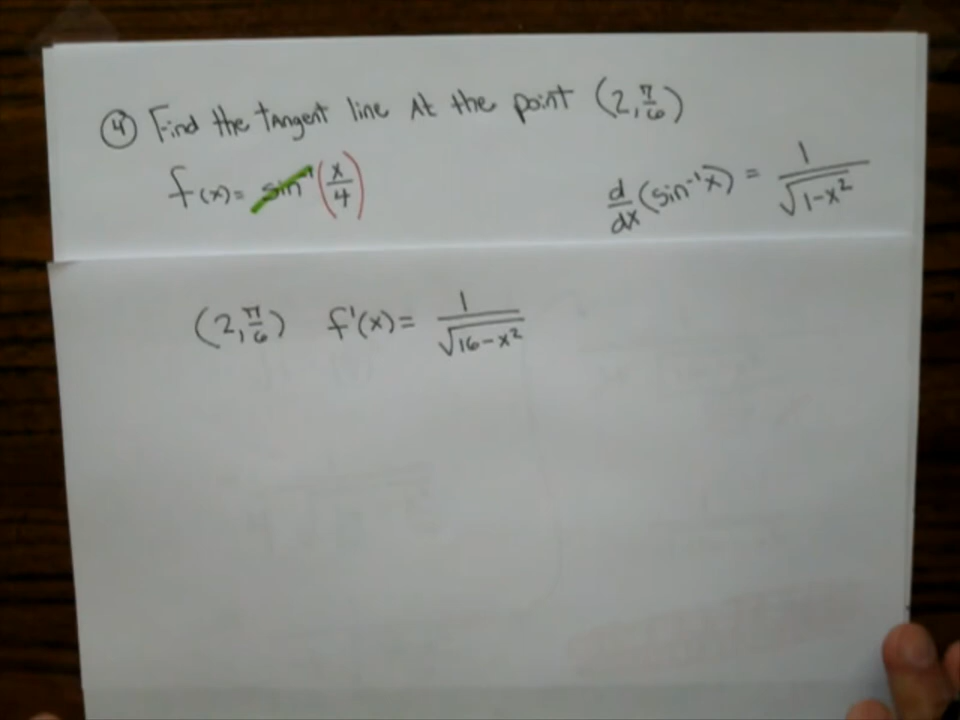 ④ Find the tangent line at the point (2, π/6)
f(x) = sin⁻¹(x/4) d/dx (sin⁻¹x) = 1/√(1-x²)
(2, π/6) f'(x) = 1/√(16-x²)